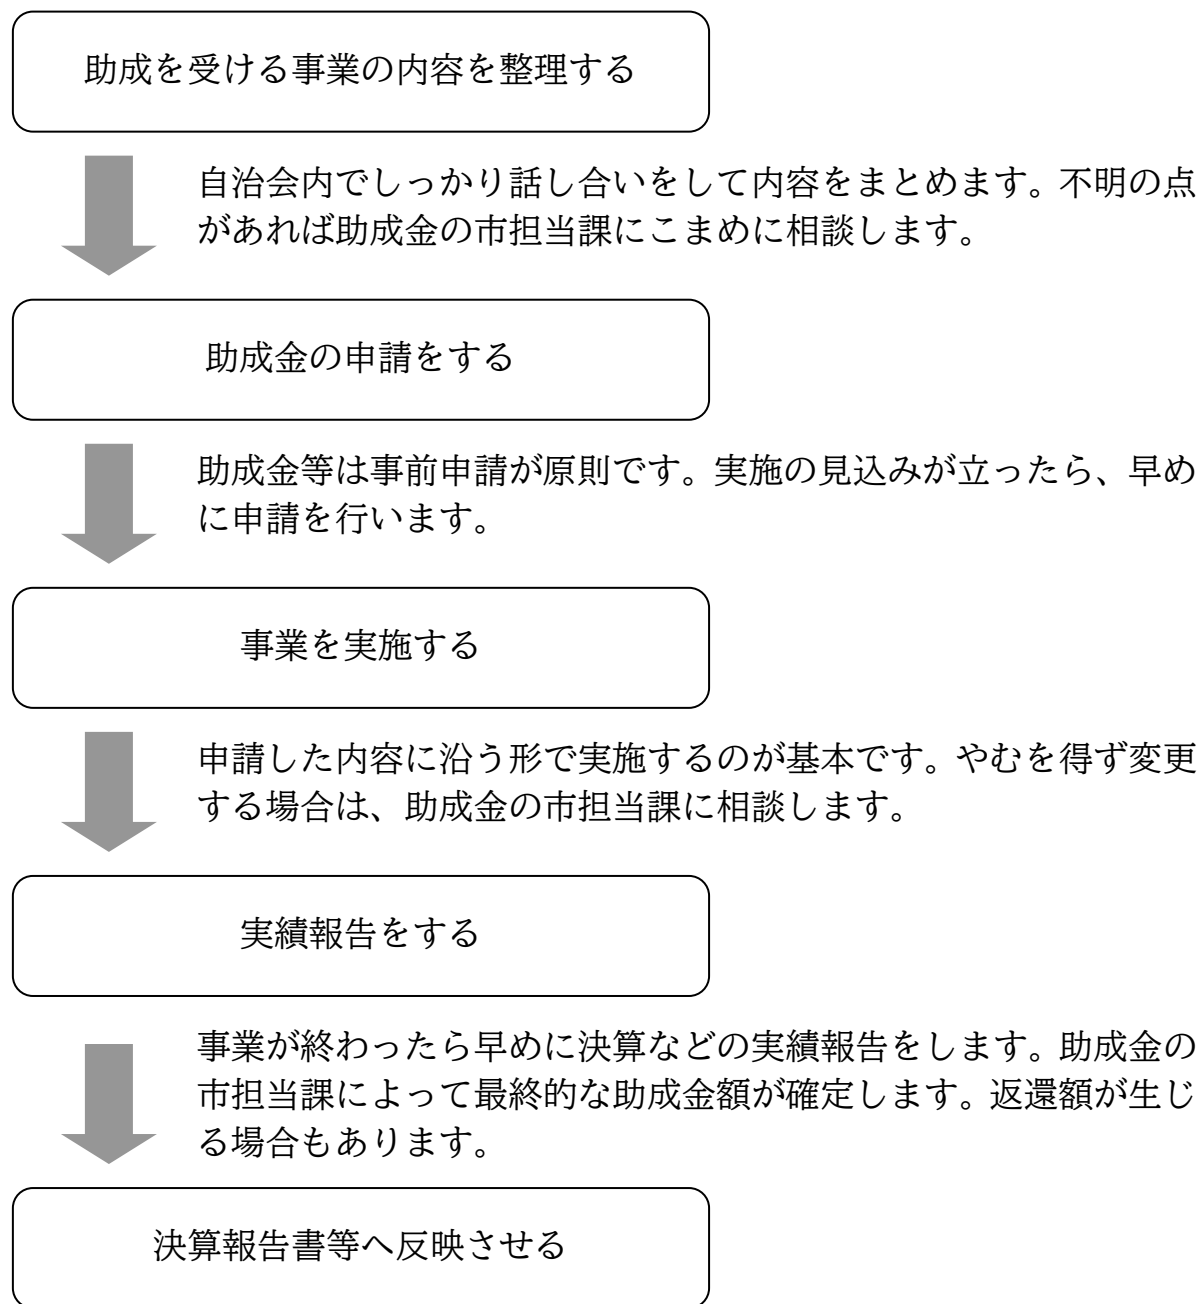 助成を受ける事業の内容を整理する
自治会内でしっかり話し合いをして内容をまとめます。不明の点
があれば助成金の市担当課にこまめに相談します。
助成金の申請をする
助成金等は事前申請が原則です。実施の見込みが立ったら、早め
に申請を行います。
事業を実施する
申請した内容に沿う形で実施するのが基本です。やむを得ず変更
する場合は、助成金の市担当課に相談します。
実績報告をする
事業が終わったら早めに決算などの実績報告をします。助成金の
市担当課によって最終的な助成金額が確定します。返還額が生じ
る場合もあります。
決算報告書等へ反映させる